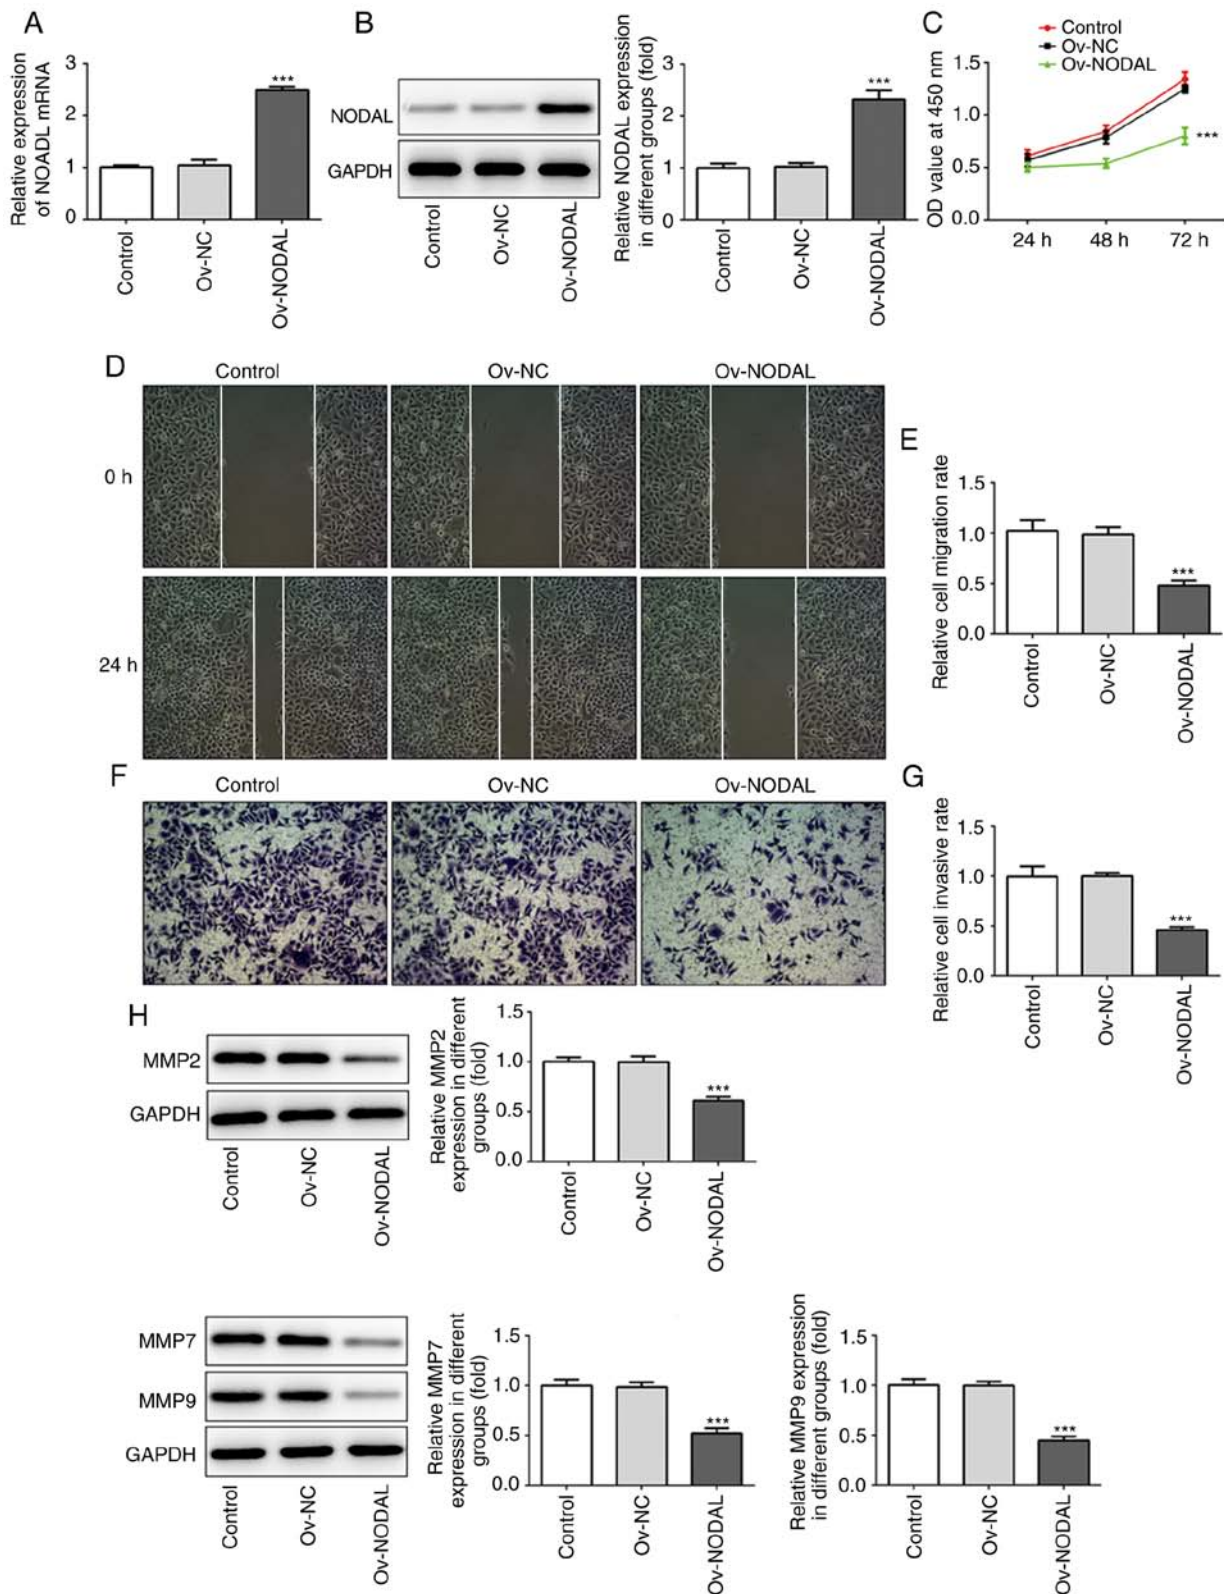 A
Relative expression
of NOADL mRNA
3
2
1
0
***
Control
Ov-NC
Ov-NODAL
B
NODAL
GAPDH
Control
Ov-NC
Ov-NODAL
Relative NODAL expression
in different groups (fold)
3
2
1
0
***
Control
Ov-NC
Ov-NODAL
C
Control
Ov-NC
Ov-NODAL
OD value at 450 nm
1.5
1.0
0.5
0.0
***
24 h
48 h
72 h
D
Control
Ov-NC
Ov-NODAL
0 h
24 h
E
Relative cell migration rate
1.5
1.0
0.5
0.0
***
Control
Ov-NC
Ov-NODAL
F
Control
Ov-NC
Ov-NODAL
G
Relative cell invasive rate
1.5
1.0
0.5
0.0
***
Control
Ov-NC
Ov-NODAL
H
MMP2
GAPDH
Control
Ov-NC
Ov-NODAL
Relative MMP2
expression in different
groups (fold)
1.5
1.0
0.5
0.0
***
Control
Ov-NC
Ov-NODAL
MMP7
MMP9
GAPDH
Control
Ov-NC
Ov-NODAL
Relative MMP7
expression in different
groups (fold)
1.5
1.0
0.5
0.0
***
Control
Ov-NC
Ov-NODAL
Relative MMP9 expression
in different groups (fold)
1.5
1.0
0.5
0.0
***
Control
Ov-NC
Ov-NODAL